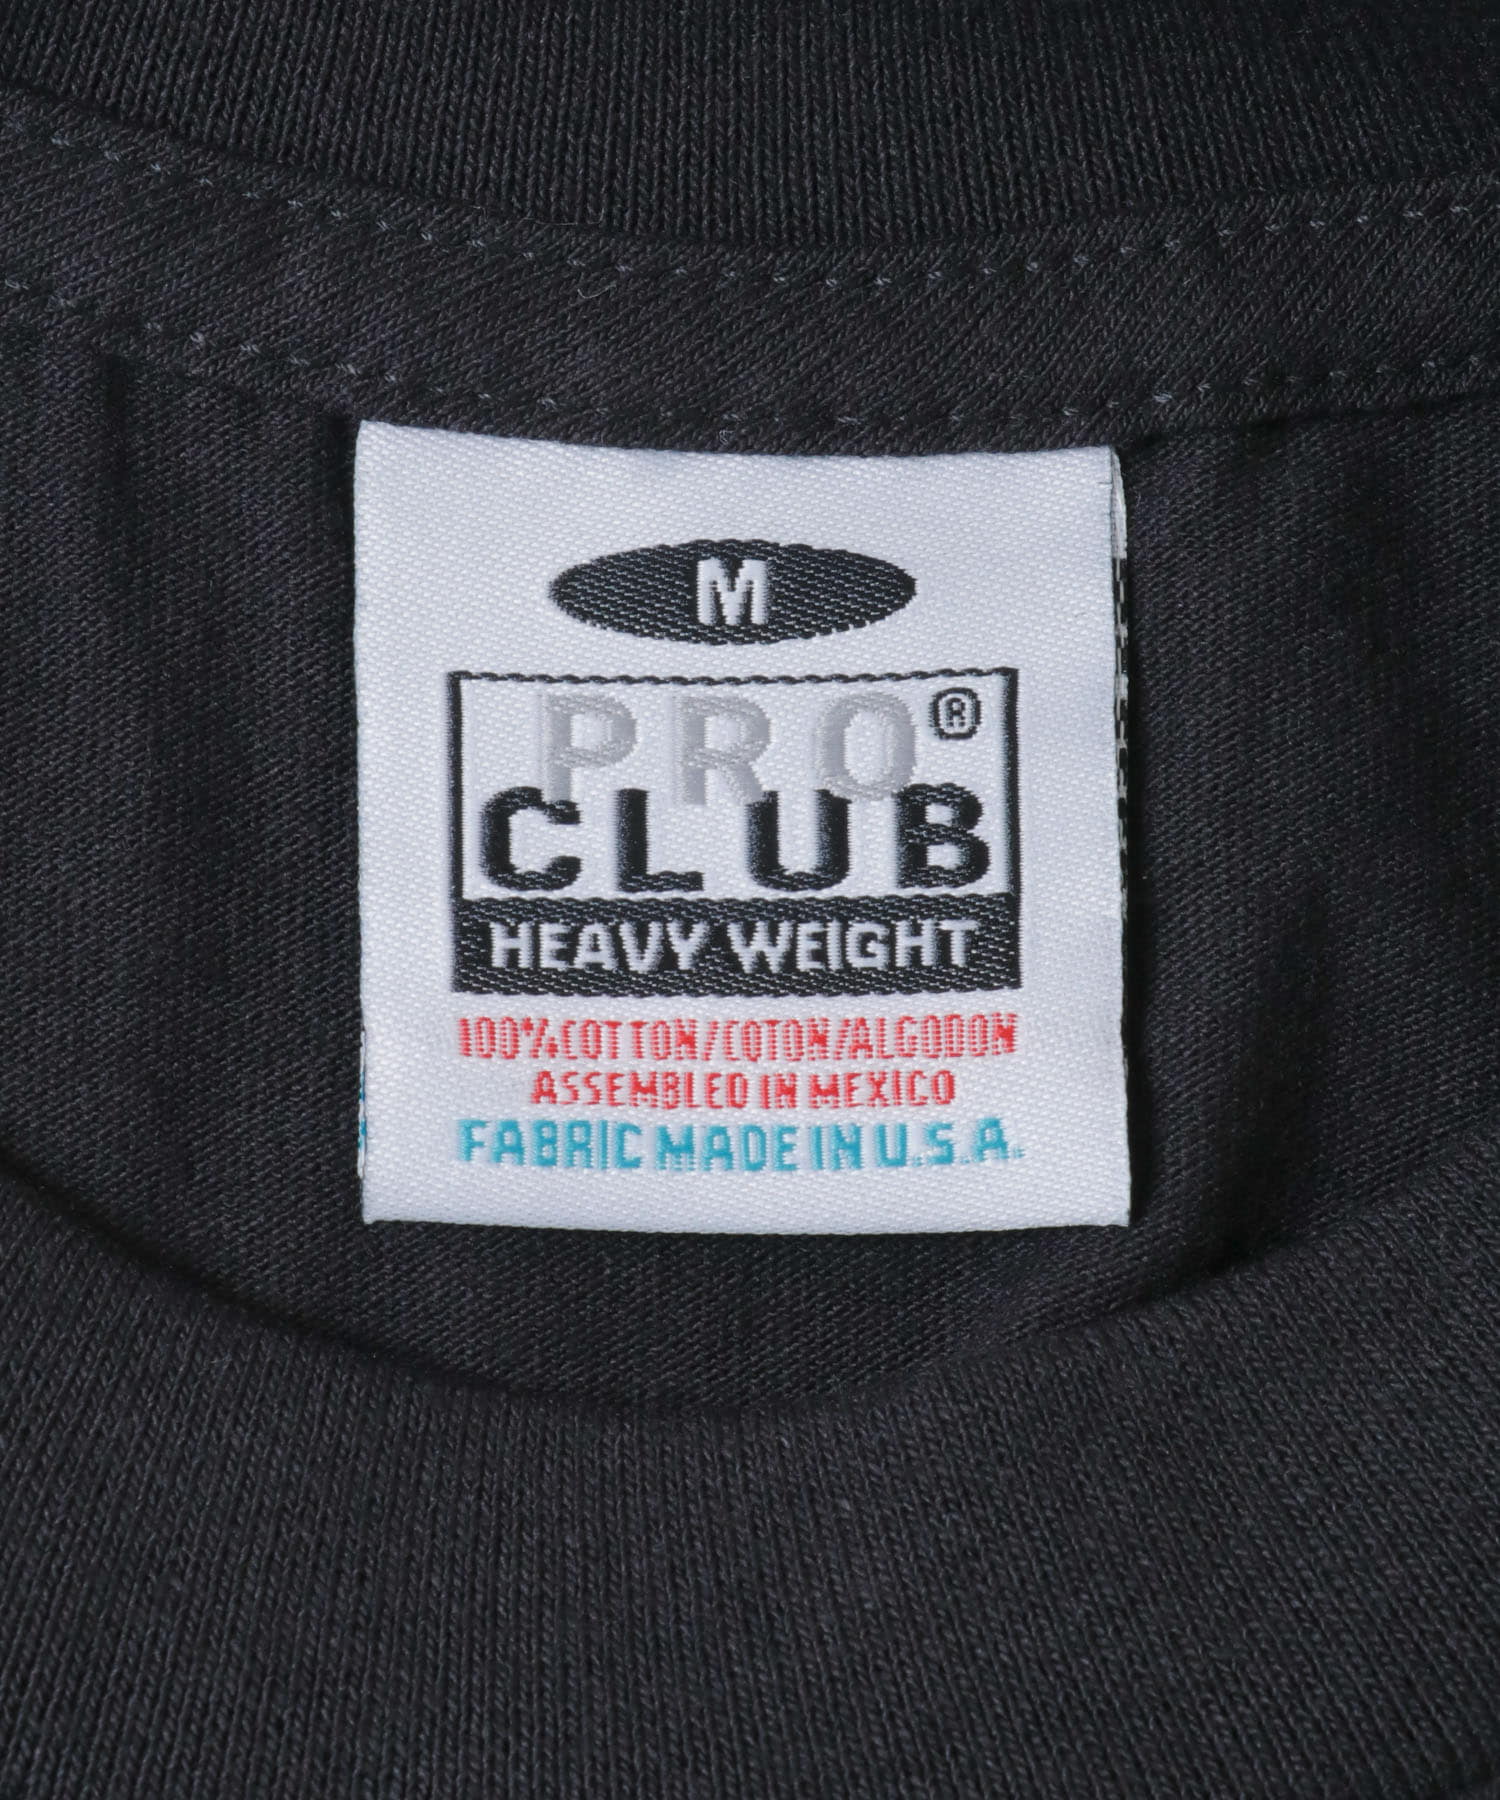 M
PRO®
CLUB
HEAVY WEIGHT
100%COTTON/COTON/ALGODON
ASSEMBLED IN MEXICO
FABRIC MADE IN U.S.A.